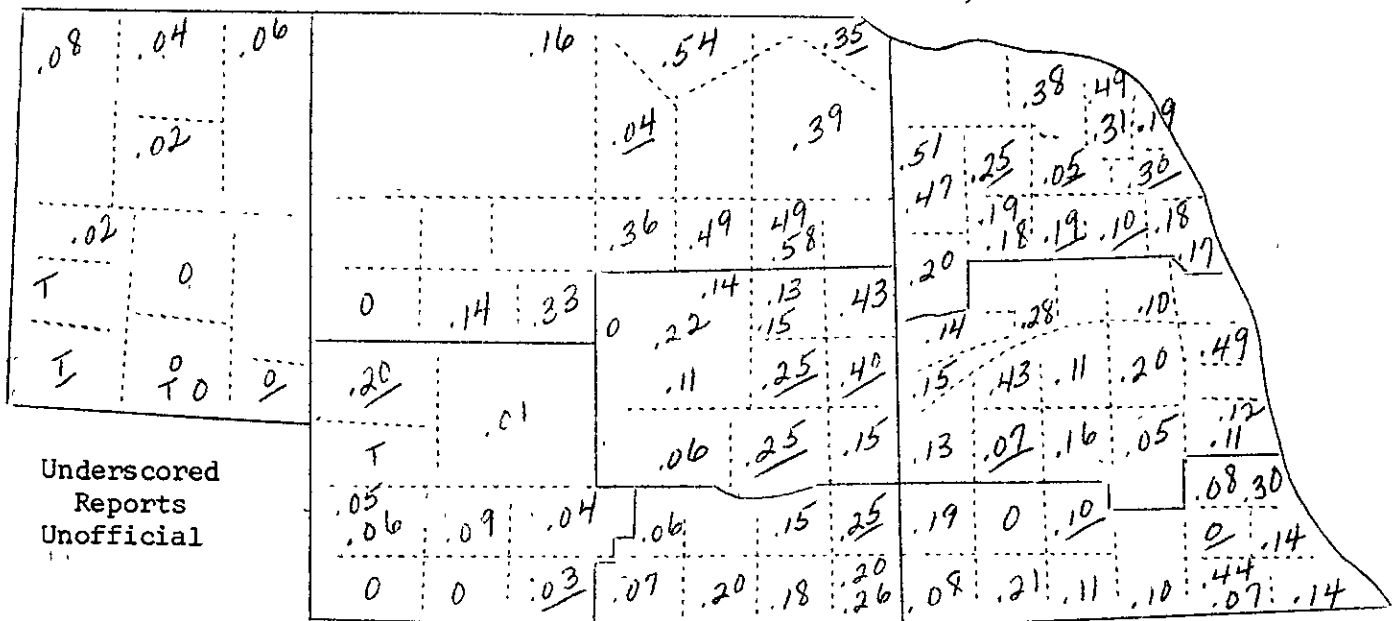 .08 .04 .06 .16 .54 .35
.38 .49
.02 .04 .39 .31 .19
.51 .25 .05 .30
.47
.02 .36 .49 49 .19 .19 .10 .18
.58 .18 .17
T 0 .20
0 .14 .33 0 .22 .14 .13 .43 .14 .28 .10
.15
T 0 0 .20 .11 .25 .40 .15 .43 .11 .20 .49
T 0 .01
.12
T .06 .25 .15 .13 .07 .16 .05 .11
Underscored
Reports
Unofficial
.05 .08 .30
.06 .09 .04 .06 .15 .25 .19 0 .10 0 .14
0 0 .03 .07 .20 .18 .20 .08 .21 .11 .10 .44
.26 .07 .14